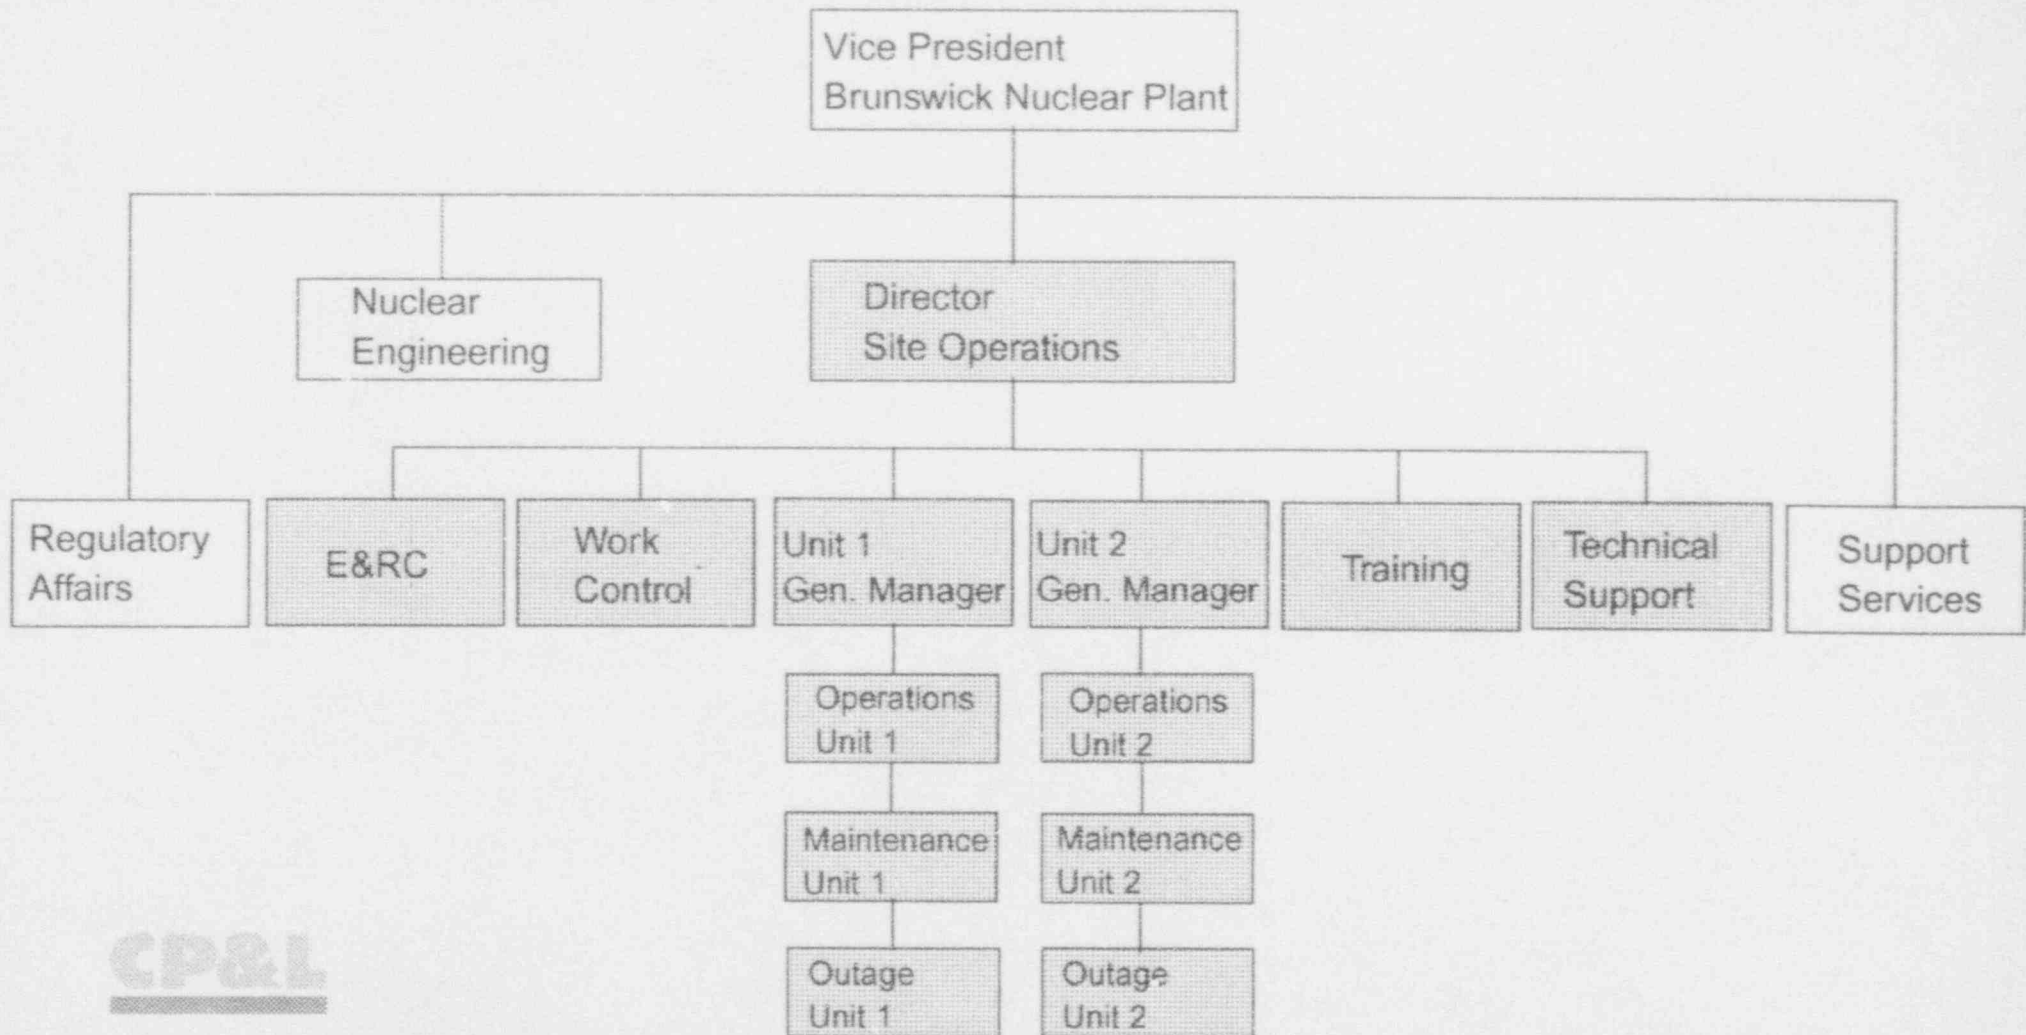 Vice President
Brunswick Nuclear Plant
Nuclear
Engineering
Director
Site Operations
Regulatory
Affairs
E&RC
Work
Control
Unit 1
Gen. Manager
Unit 2
Gen. Manager
Training
Technical
Support
Support
Services
Operations
Unit 1
Operations
Unit 2
Maintenance
Unit 1
Maintenance
Unit 2
Outage
Unit 1
Outage
Unit 2
CP&L